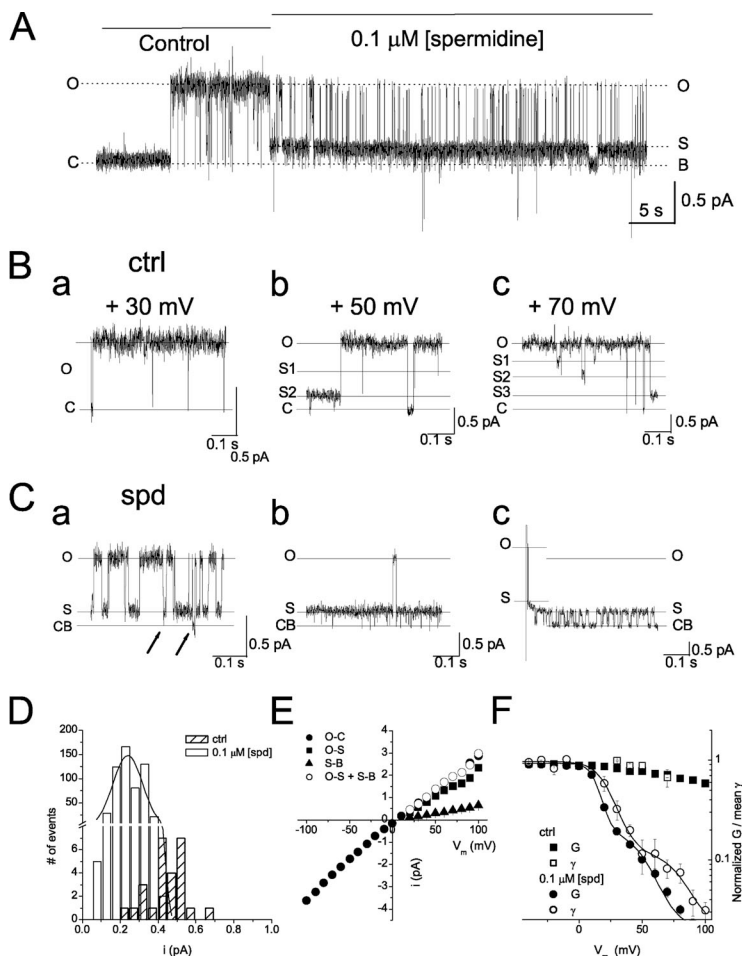 A
Control
0.1 µM [spermidine]
O
O
S
C
B
0.5 pA
5 s
B
ctrl
a
b
c
+ 30 mV
+ 50 mV
+ 70 mV
O
C
0.1 s
0.5 pA
O
S1
S2
C
0.5 pA
0.1 s
O
S1
S2
S3
C
0.5 pA
0.1 s
C
spd
a
b
c
O
S
CB
0.5 pA
0.1 s
O
S
CB
0.5 pA
0.1 s
O
S
O
S
CB
0.5 pA
0.1 s
D
200
150
100
50
7
6
5
4
3
2
1
0
# of events
ctrl
0.1 µM [spd]
0.0 0.2 0.4 0.6 0.8 1.0
i (pA)
E
O-C
O-S
S-B
O-S + S-B
4
3
2
1
0
-1
-2
-3
-4
-100 -50 0 50 100
V_m (mV)
i (pA)
F
1
0.1
Normalized G / mean γ
ctrl
G
γ
0.1 µM [spd]
G
γ
0 50 100
V_m (mV)